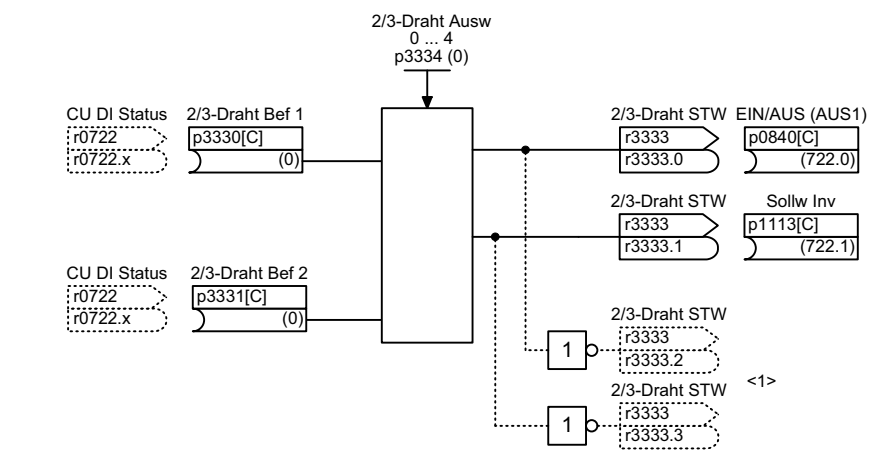 2/3-Draht Ausw
0 ... 4
p3334 (0)
CU DI Status
r0722
r0722.x
2/3-Draht Bef 1
p3330[C]
(0)
2/3-Draht STW
r3333
r3333.0
EIN/AUS (AUS1)
p0840[C]
(722.0)
2/3-Draht STW
r3333
r3333.1
Sollw Inv
p1113[C]
(722.1)
CU DI Status
r0722
r0722.x
2/3-Draht Bef 2
p3331[C]
(0)
1
2/3-Draht STW
r3333
r3333.2
<1>
1
2/3-Draht STW
r3333
r3333.3